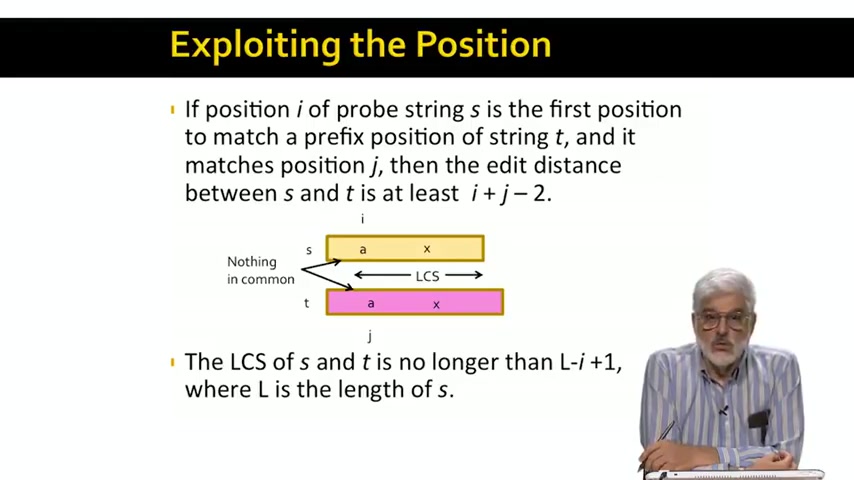 Exploiting the Position
If position i of probe string s is the first position
to match a prefix position of string t, and it
matches position j, then the edit distance
between s and t is at least i + j – 2.
i
s a x
Nothing
in common
LCS
t a x
j
The LCS of s and t is no longer than L-i +1,
where L is the length of s.